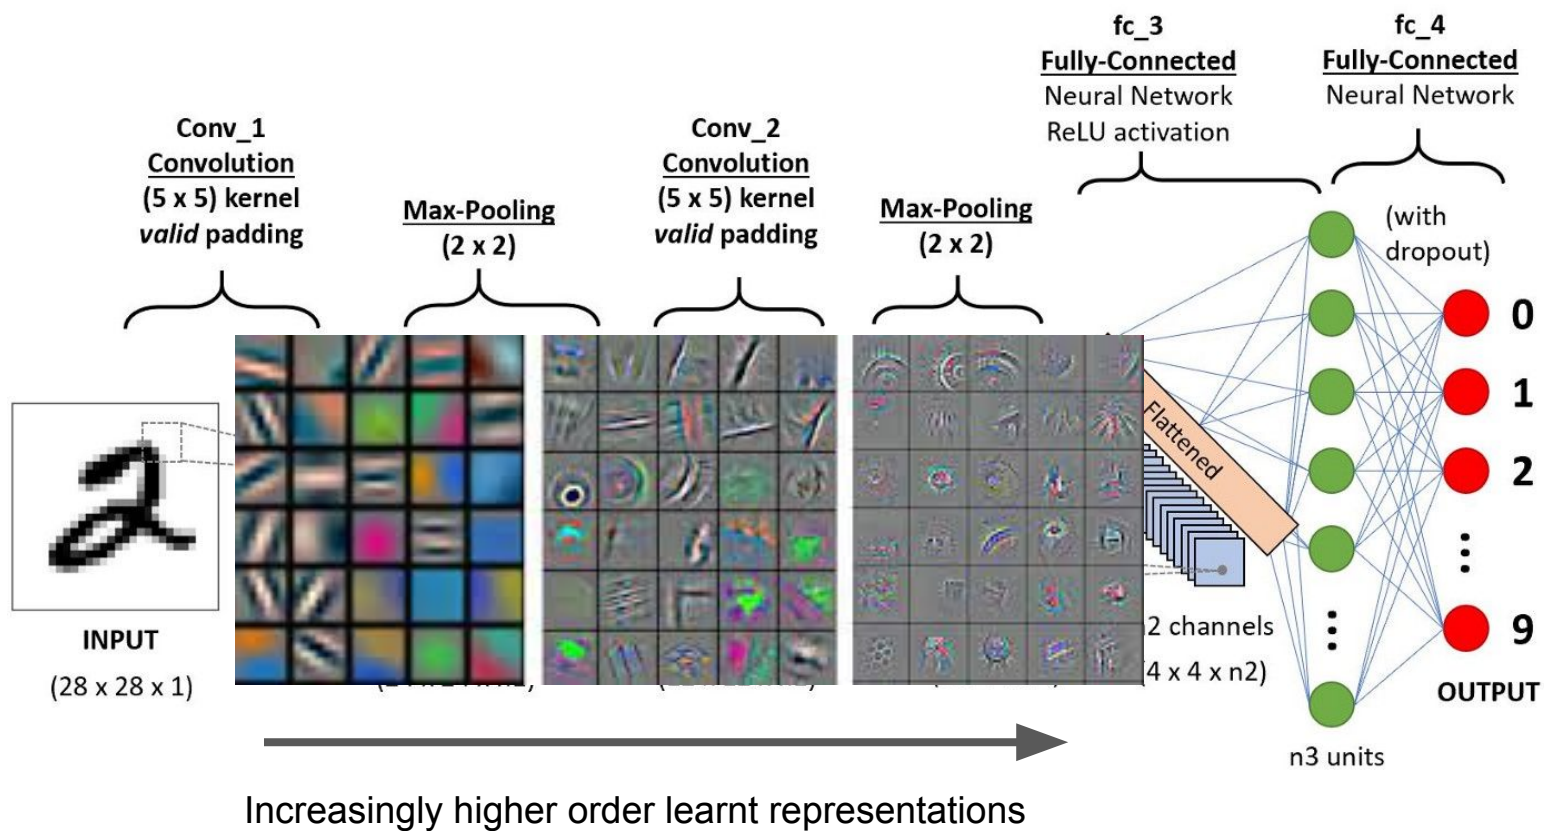 fc_3
Fully-Connected
Neural Network
ReLU activation
fc_4
Fully-Connected
Neural Network
Conv_1
Convolution
(5 x 5) kernel
valid padding
Max-Pooling
(2 x 2)
Conv_2
Convolution
(5 x 5) kernel
valid padding
Max-Pooling
(2 x 2)
(with
dropout)
0
1
2
9
OUTPUT
Flattened
INPUT
(28 x 28 x 1)
n2 channels
(4 x 4 x n2)
n3 units
Increasingly higher order learnt representations